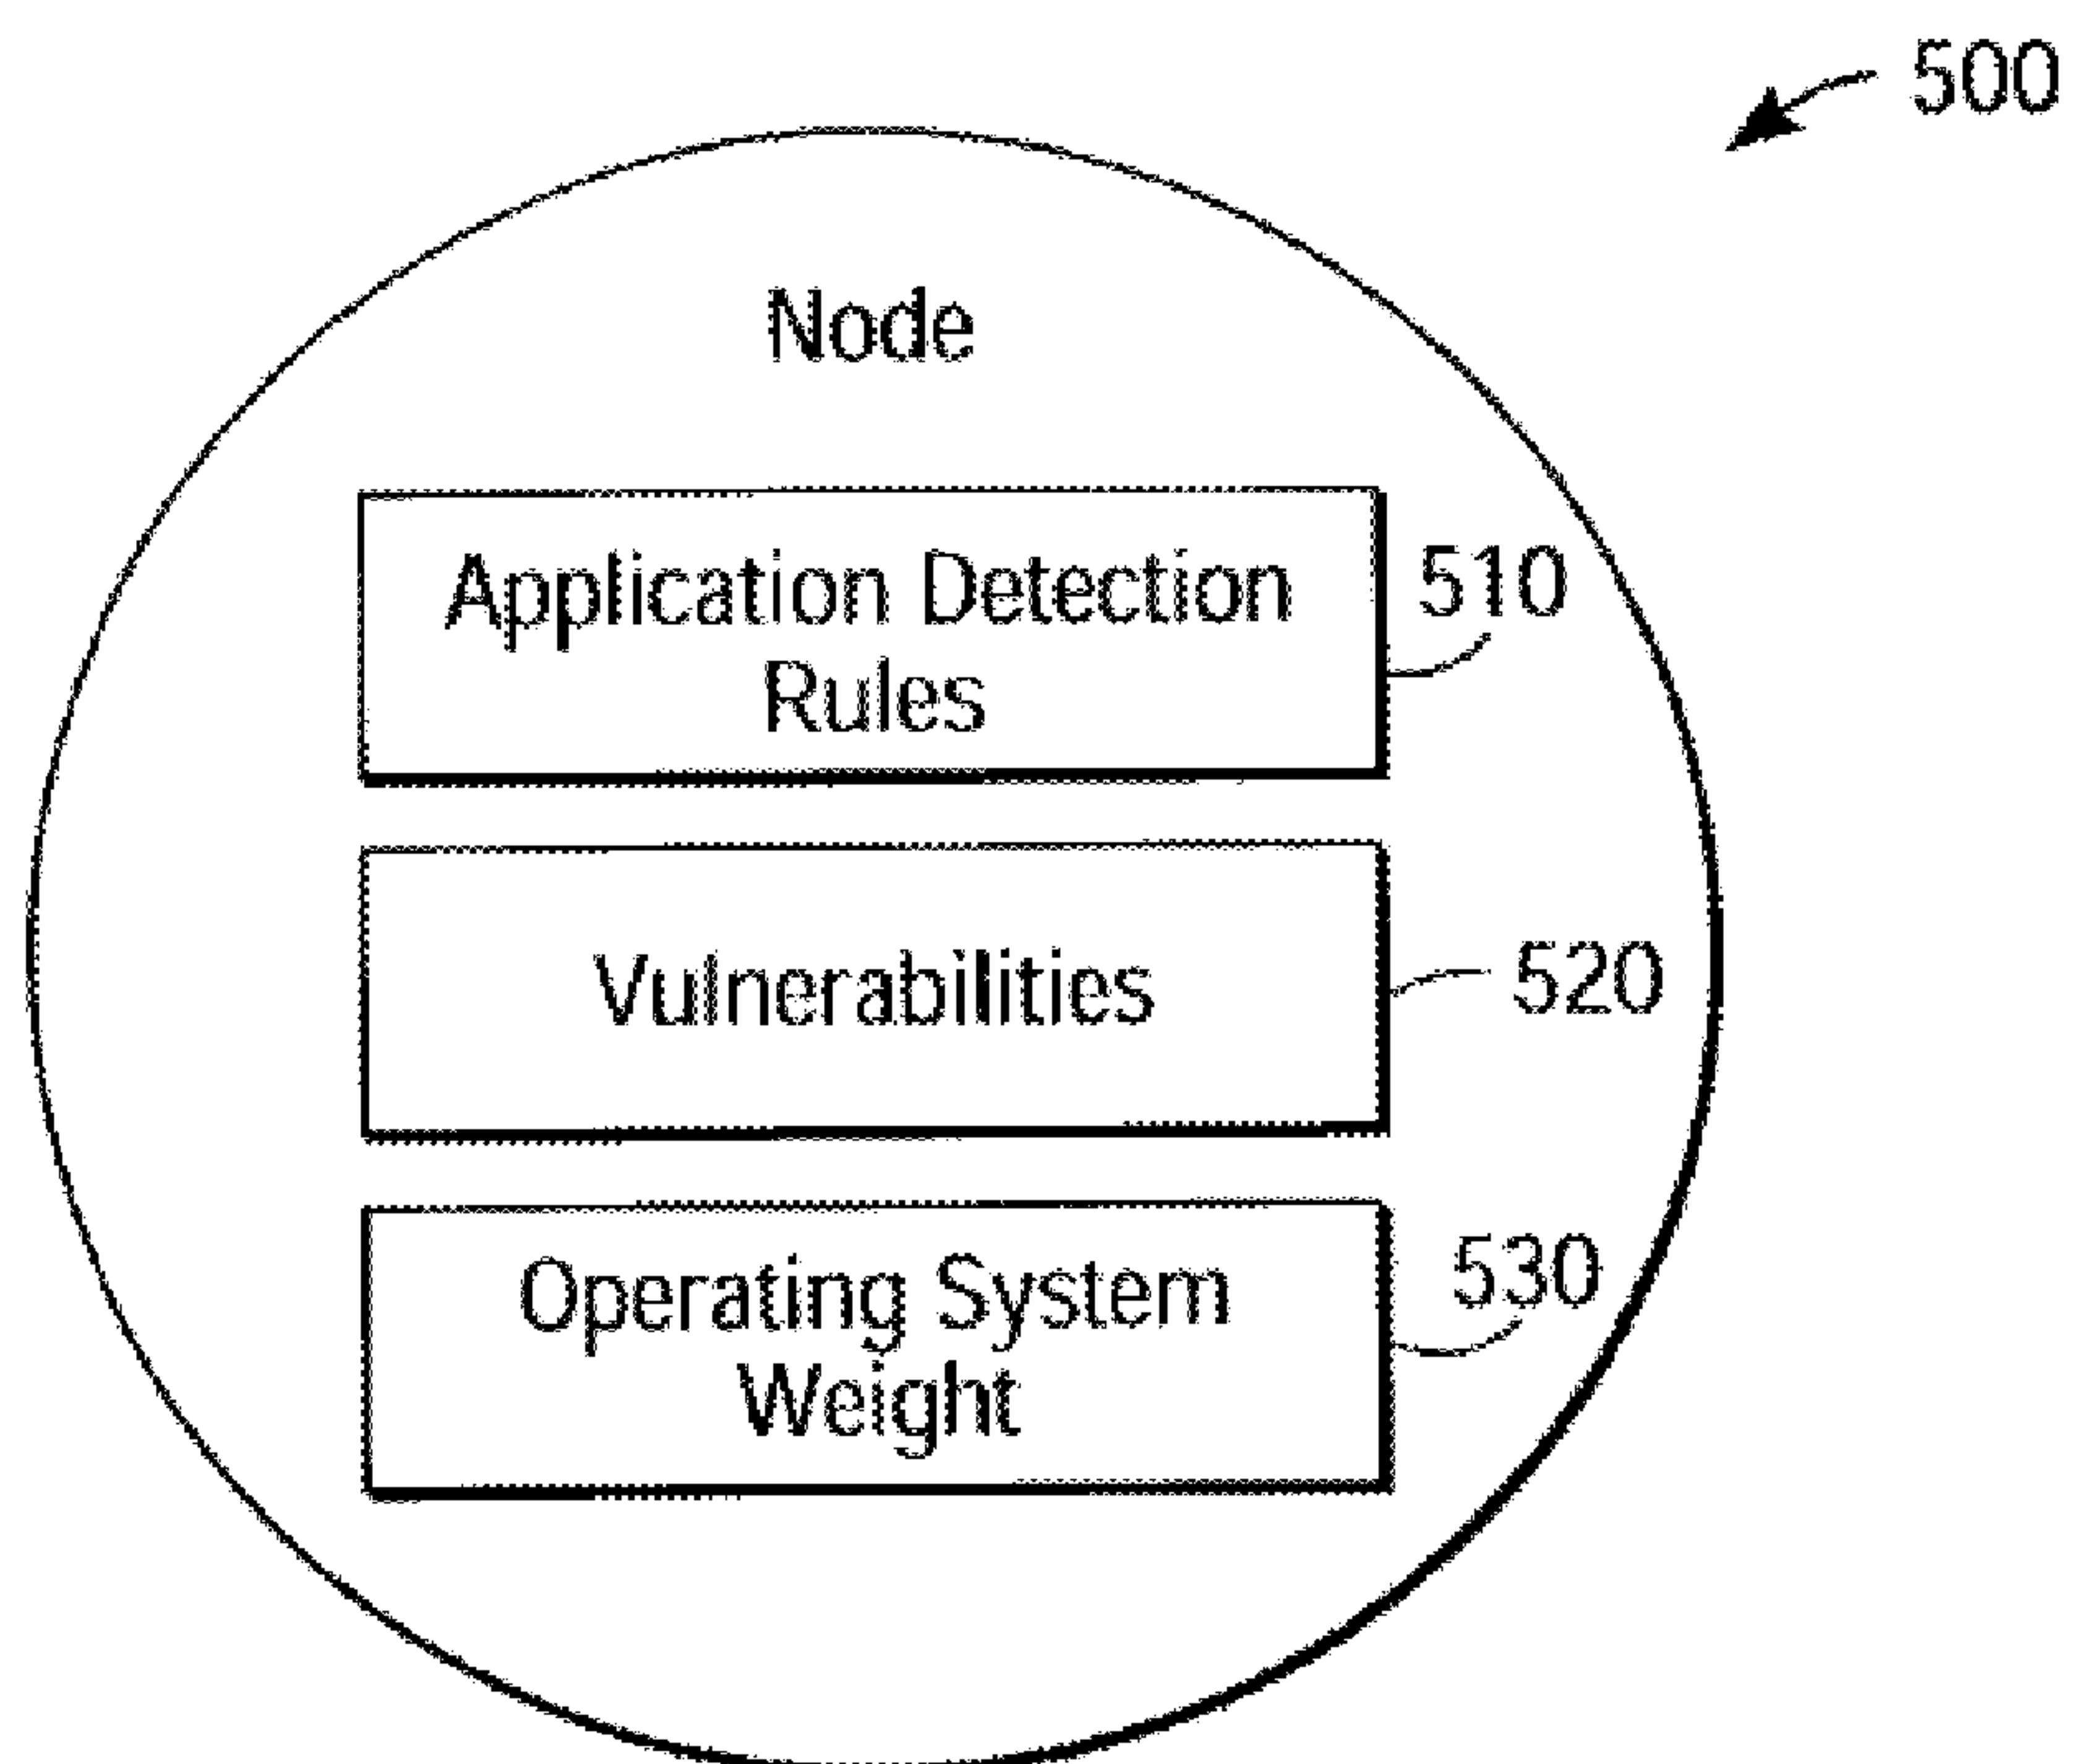 500
Node
Application Detection
Rules
510
Vulnerabilities
520
Operating System
Weight
530